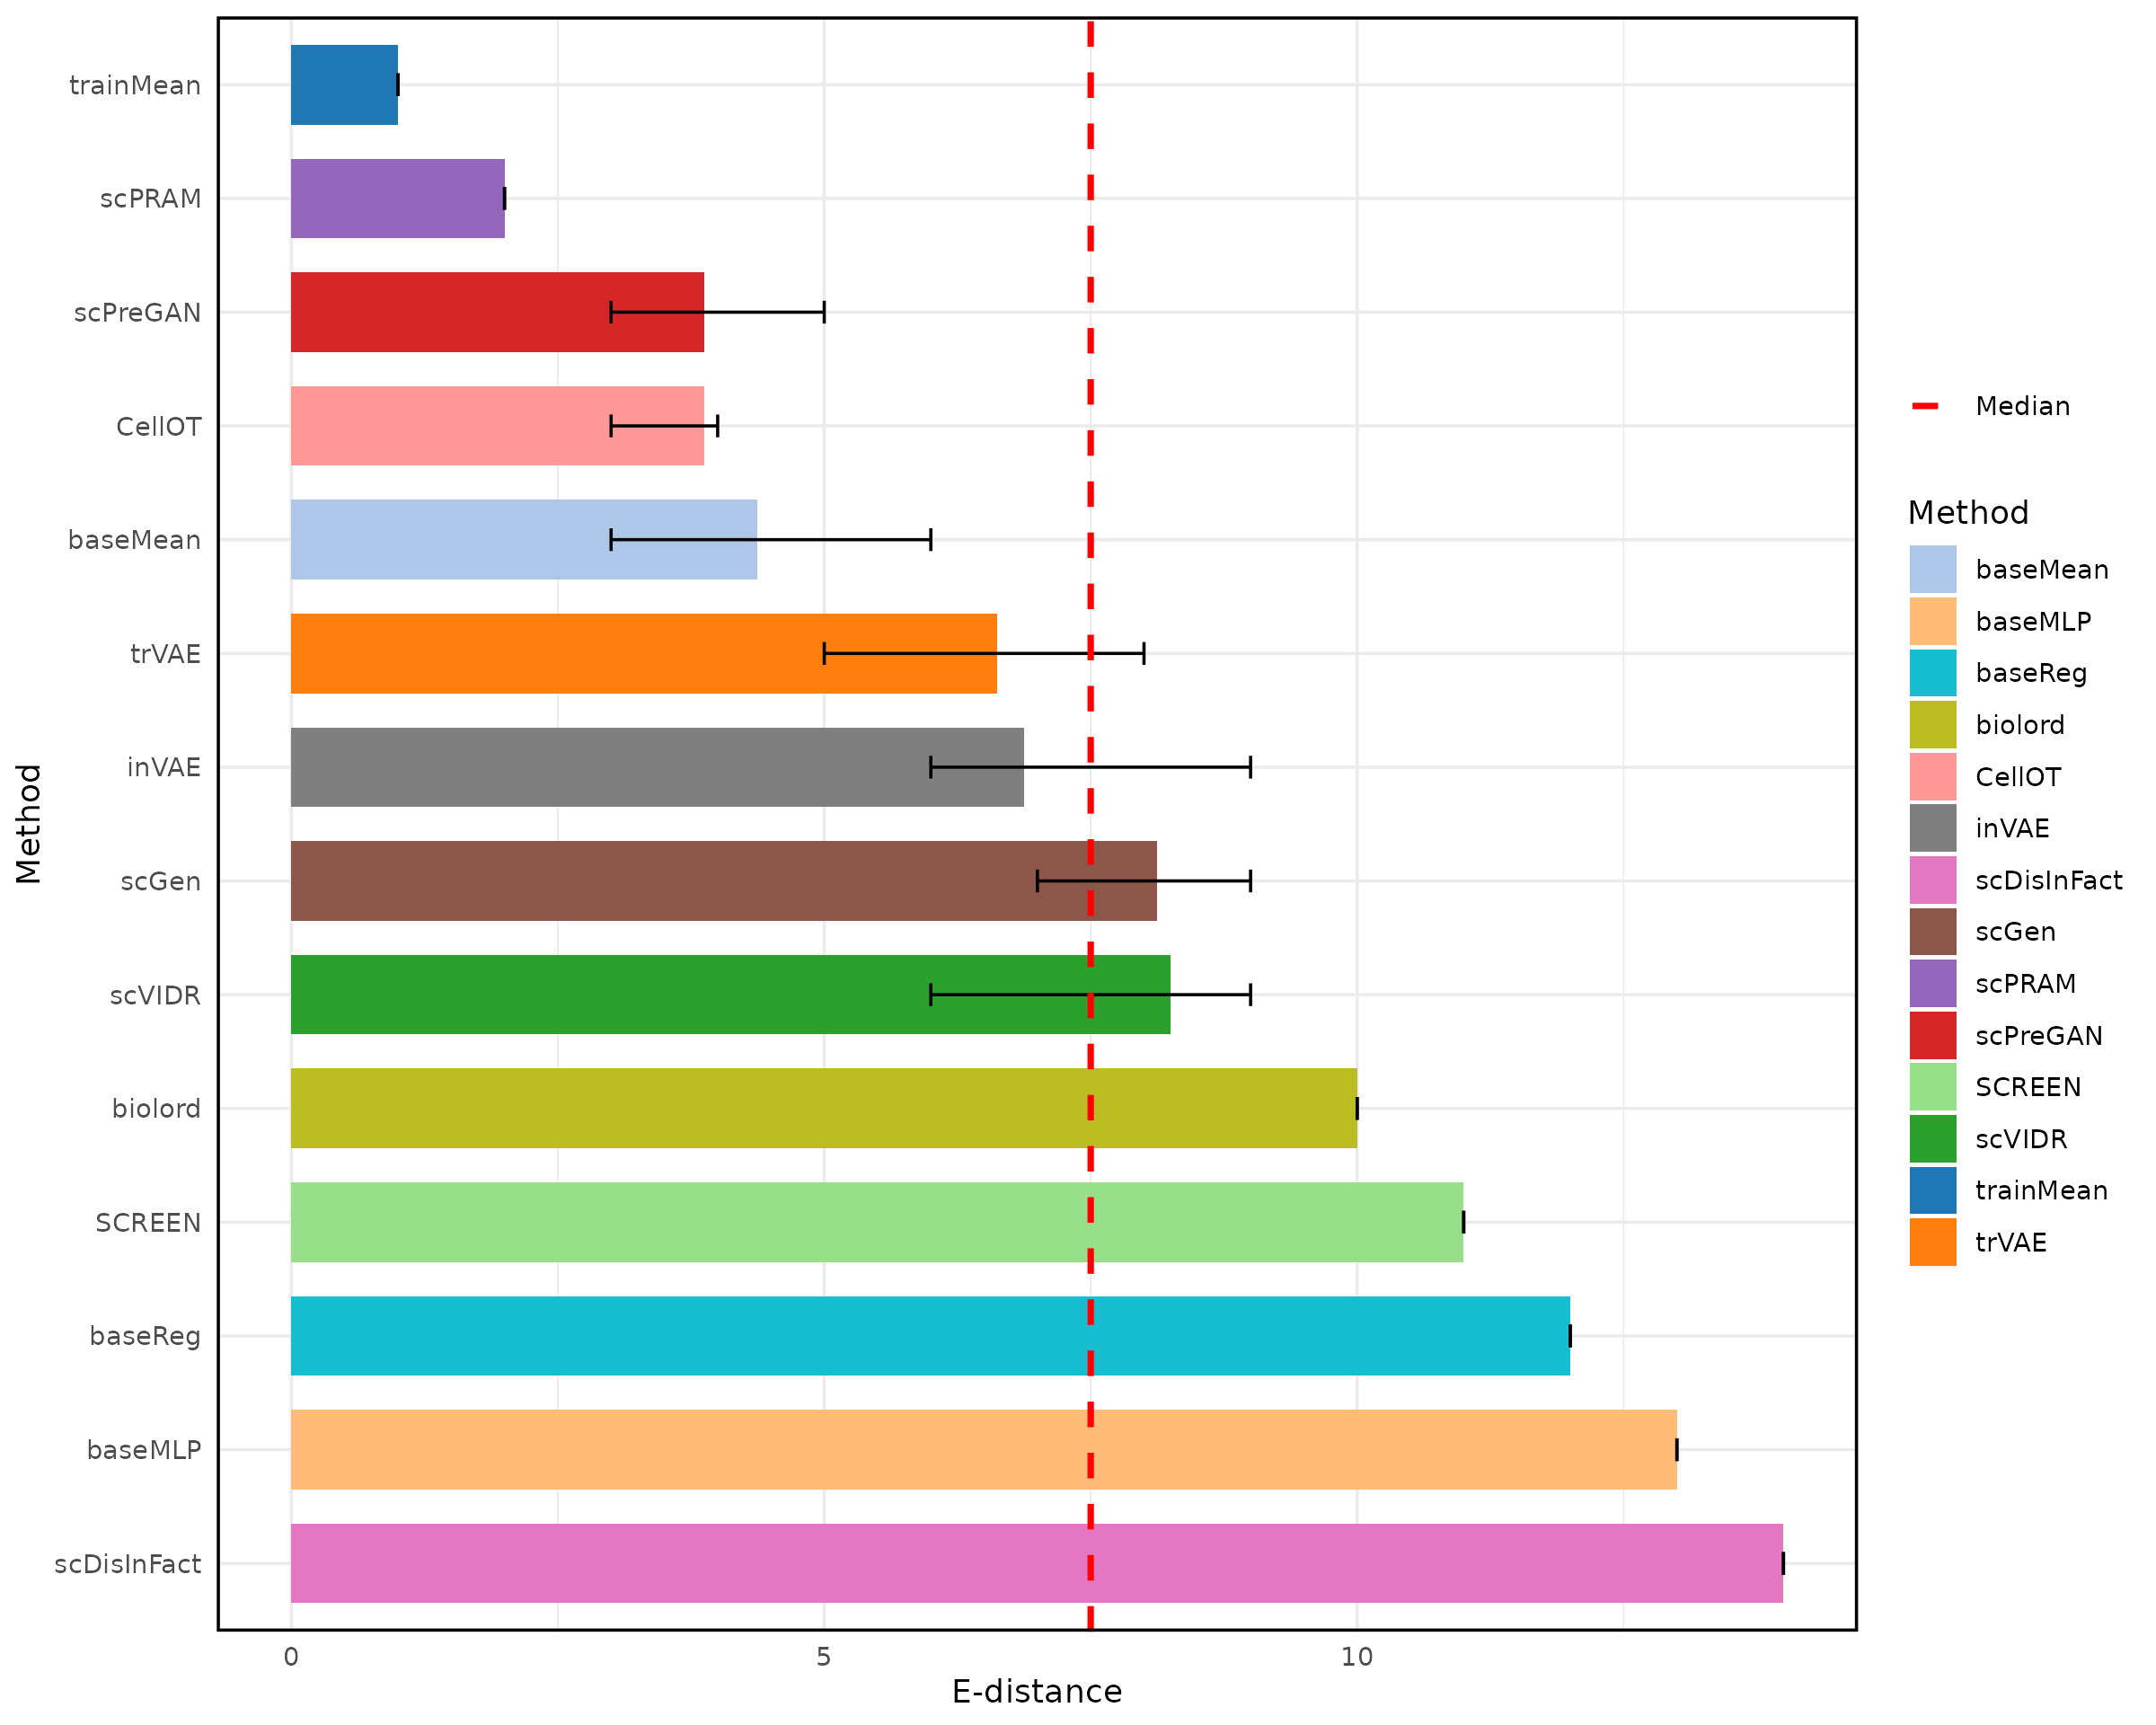 trainMean
scPRAM
scPreGAN
CellOT
baseMean
trVAE
inVAE
scGen
scVIDR
biolord
SCREEN
baseReg
baseMLP
scDisInFact
Method
0 5 10
E-distance
Median
Method
baseMean
baseMLP
baseReg
biolord
CellOT
inVAE
scDisInFact
scGen
scPRAM
scPreGAN
SCREEN
scVIDR
trainMean
trVAE